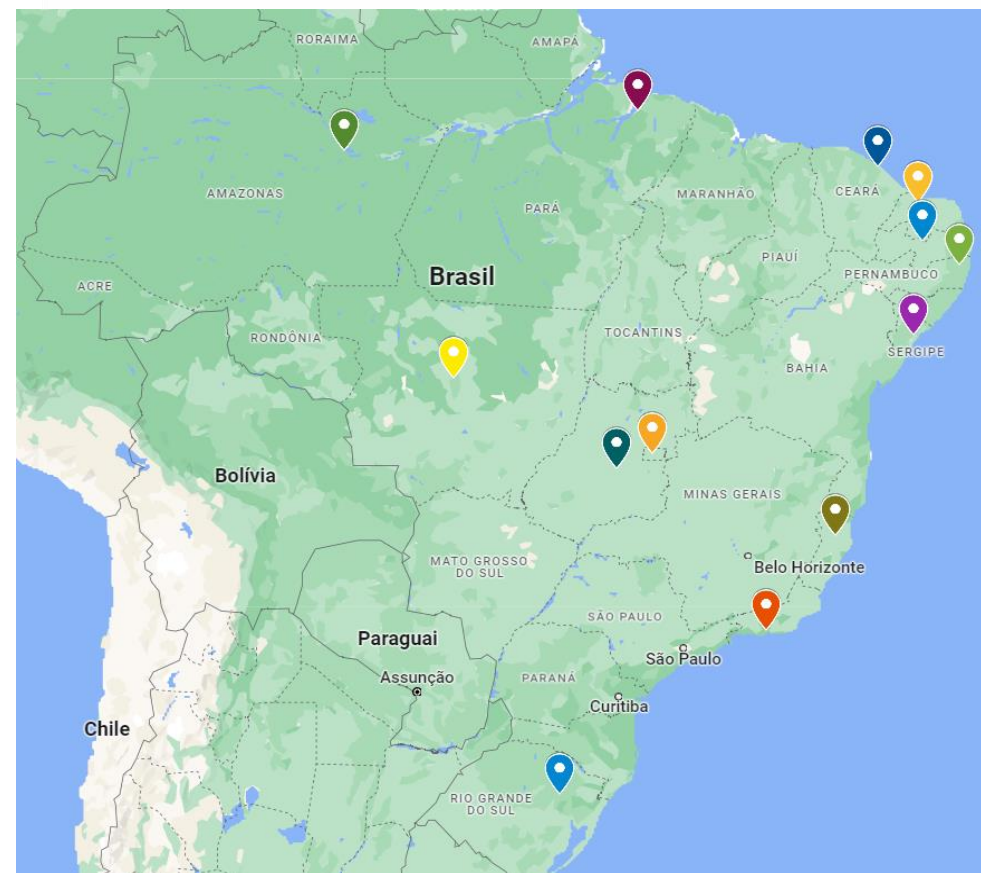 RORAIMA
AMAPÁ
AMAZONAS
PARÁ
MARANHÃO
CEARÁ
PIAUÍ
PERNAMBUCO
ACRE
Brasil
RONDÔNIA
TOCANTINS
SERGIPE
BAHIA
Bolívia
MINAS GERAIS
MATO GROSSO
DO SUL
Belo Horizonte
SÃO PAULO
Paraguai
São Paulo
Assunção
PARANÁ
Curitiba
Chile
RIO GRANDE
DO SUL